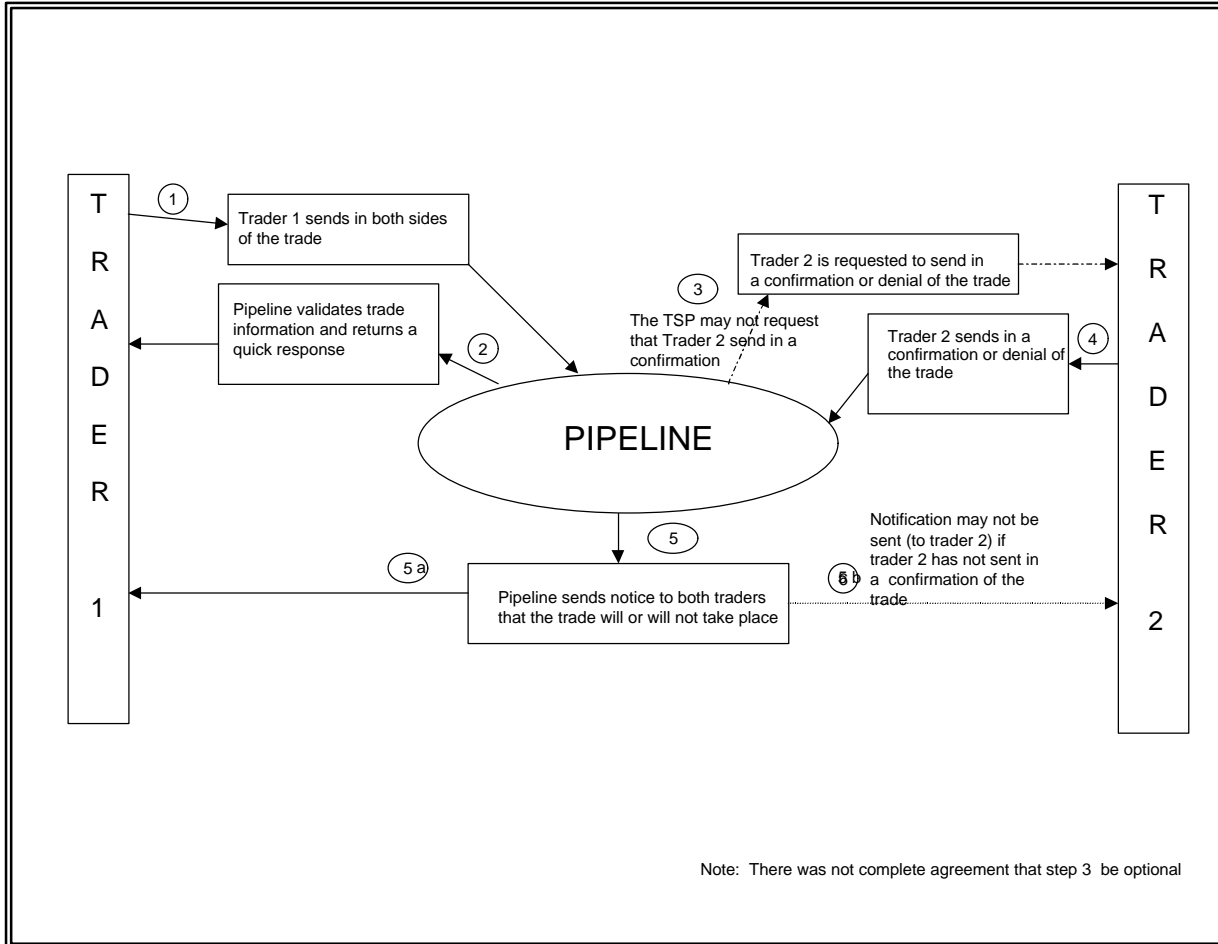 TRADER 1
1
Trader 1 sends in both sides
of the trade
Pipeline validates trade
information and returns a
quick response
2
3
The TSP may not request
that Trader 2 send in a
confirmation
Trader 2 is requested to send in
a confirmation or denial of the trade
Trader 2 sends in a
confirmation or denial of
the trade
4
TRADER 2
PIPELINE
5
5 a
Pipeline sends notice to both traders
that the trade will or will not take place
Notification may not be
sent (to trader 2) if
trader 2 has not sent in
a confirmation of the
trade
Note: There was not complete agreement that step 3 be optional